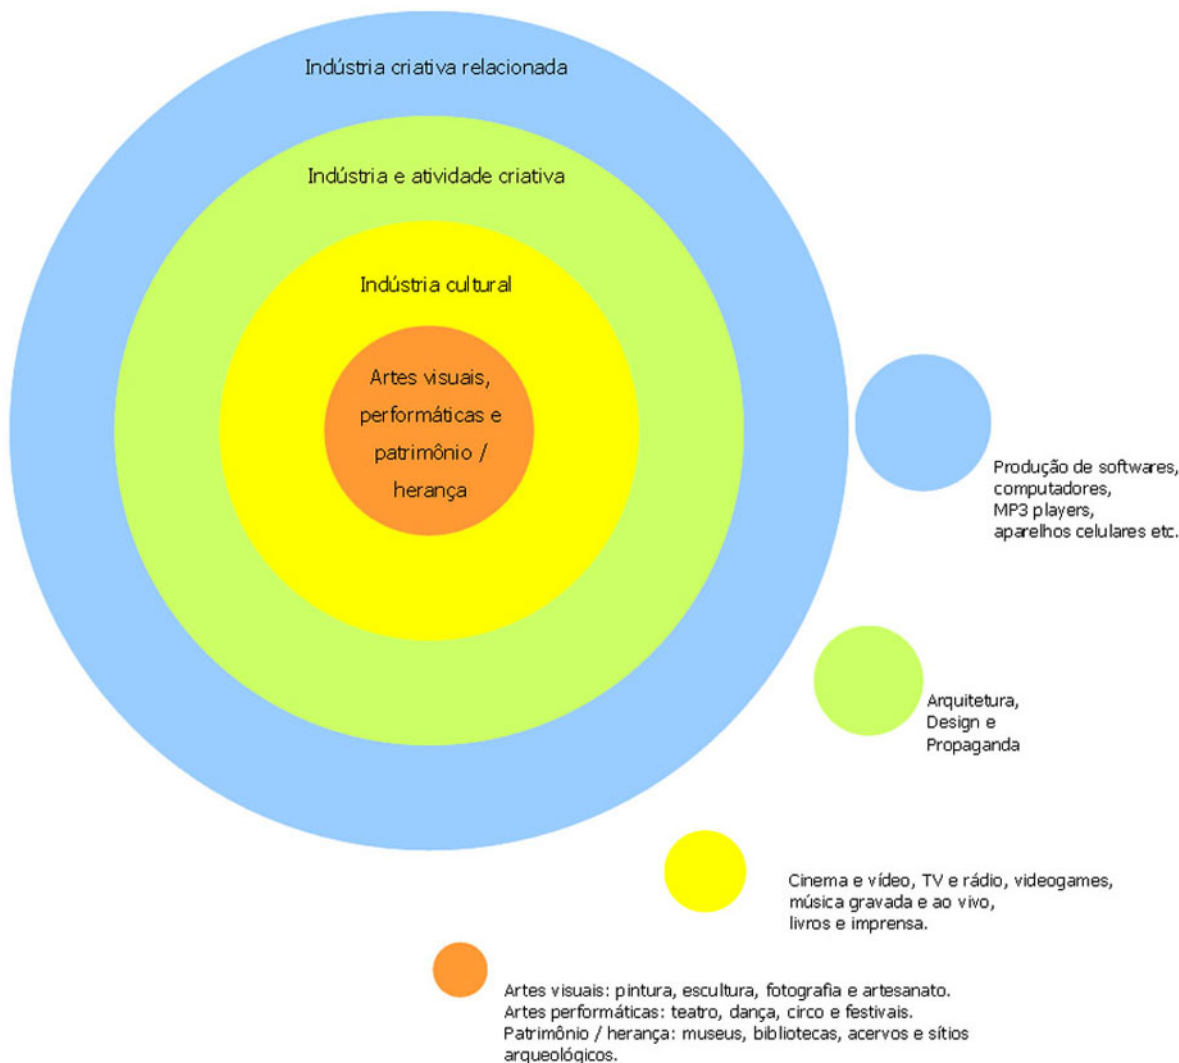 Indústria criativa relacionada
Indústria e atividade criativa
Indústria cultural
Artes visuais,
performáticas e
patrimônio /
herança
Produção de softwares,
computadores,
MP3 players,
aparelhos celulares etc.
Arquitetura,
Design e
Propaganda
Cinema e vídeo, TV e rádio, videogames,
música gravada e ao vivo,
livros e imprensa.
Artes visuais: pintura, escultura, fotografia e artesanato.
Artes performáticas: teatro, dança, circo e festivais.
Patrimônio / herança: museus, bibliotecas, acervos e sítios
arqueológicos.